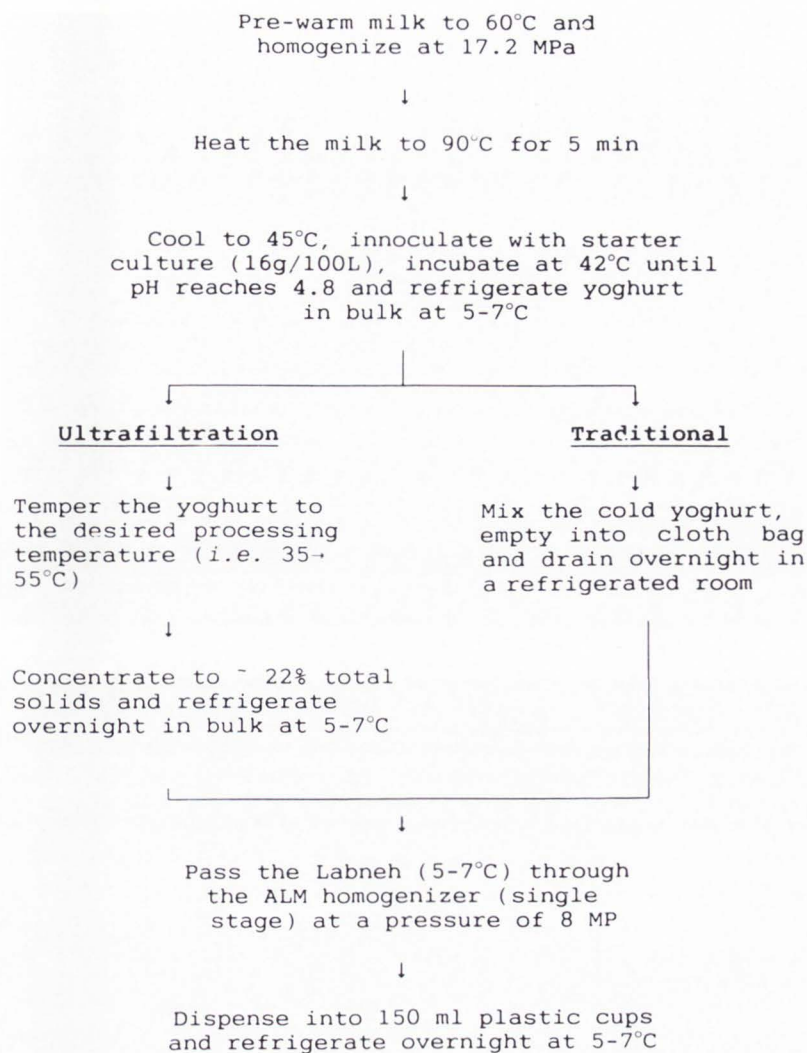 Pre-warm milk to 60°C and
homogenize at 17.2 MPa
↓
Heat the milk to 90°C for 5 min
↓
Cool to 45°C, innoculate with starter
culture (16g/100L), incubate at 42°C until
pH reaches 4.8 and refrigerate yoghurt
in bulk at 5-7°C
↓ ↓
Ultrafiltration
↓
Temper the yoghurt to
the desired processing
temperature (i.e. 35→
55°C)
↓
Concentrate to ~ 22% total
solids and refrigerate
overnight in bulk at 5-7°C
Traditional
↓
Mix the cold yoghurt,
empty into cloth bag
and drain overnight in
a refrigerated room
↓
Pass the Labneh (5-7°C) through
the ALM homogenizer (single
stage) at a pressure of 8 MP
↓
Dispense into 150 ml plastic cups
and refrigerate overnight at 5-7°C